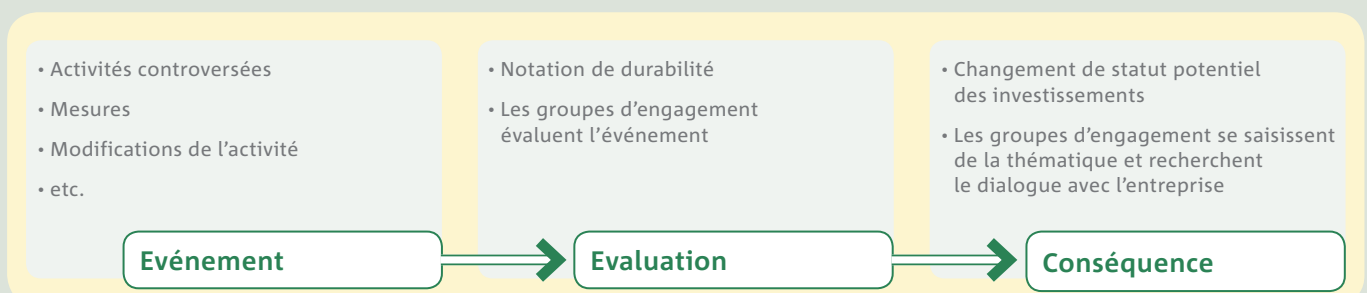 • Activités controversées
• Mesures
• Modifications de l'activité
• etc.
Evénement
• Notation de durabilité
• Les groupes d'engagement
évaluent l'événement
Evaluation
• Changement de statut potentiel
des investissements
• Les groupes d'engagement se saisissent
de la thématique et recherchent
le dialogue avec l'entreprise
Conséquence